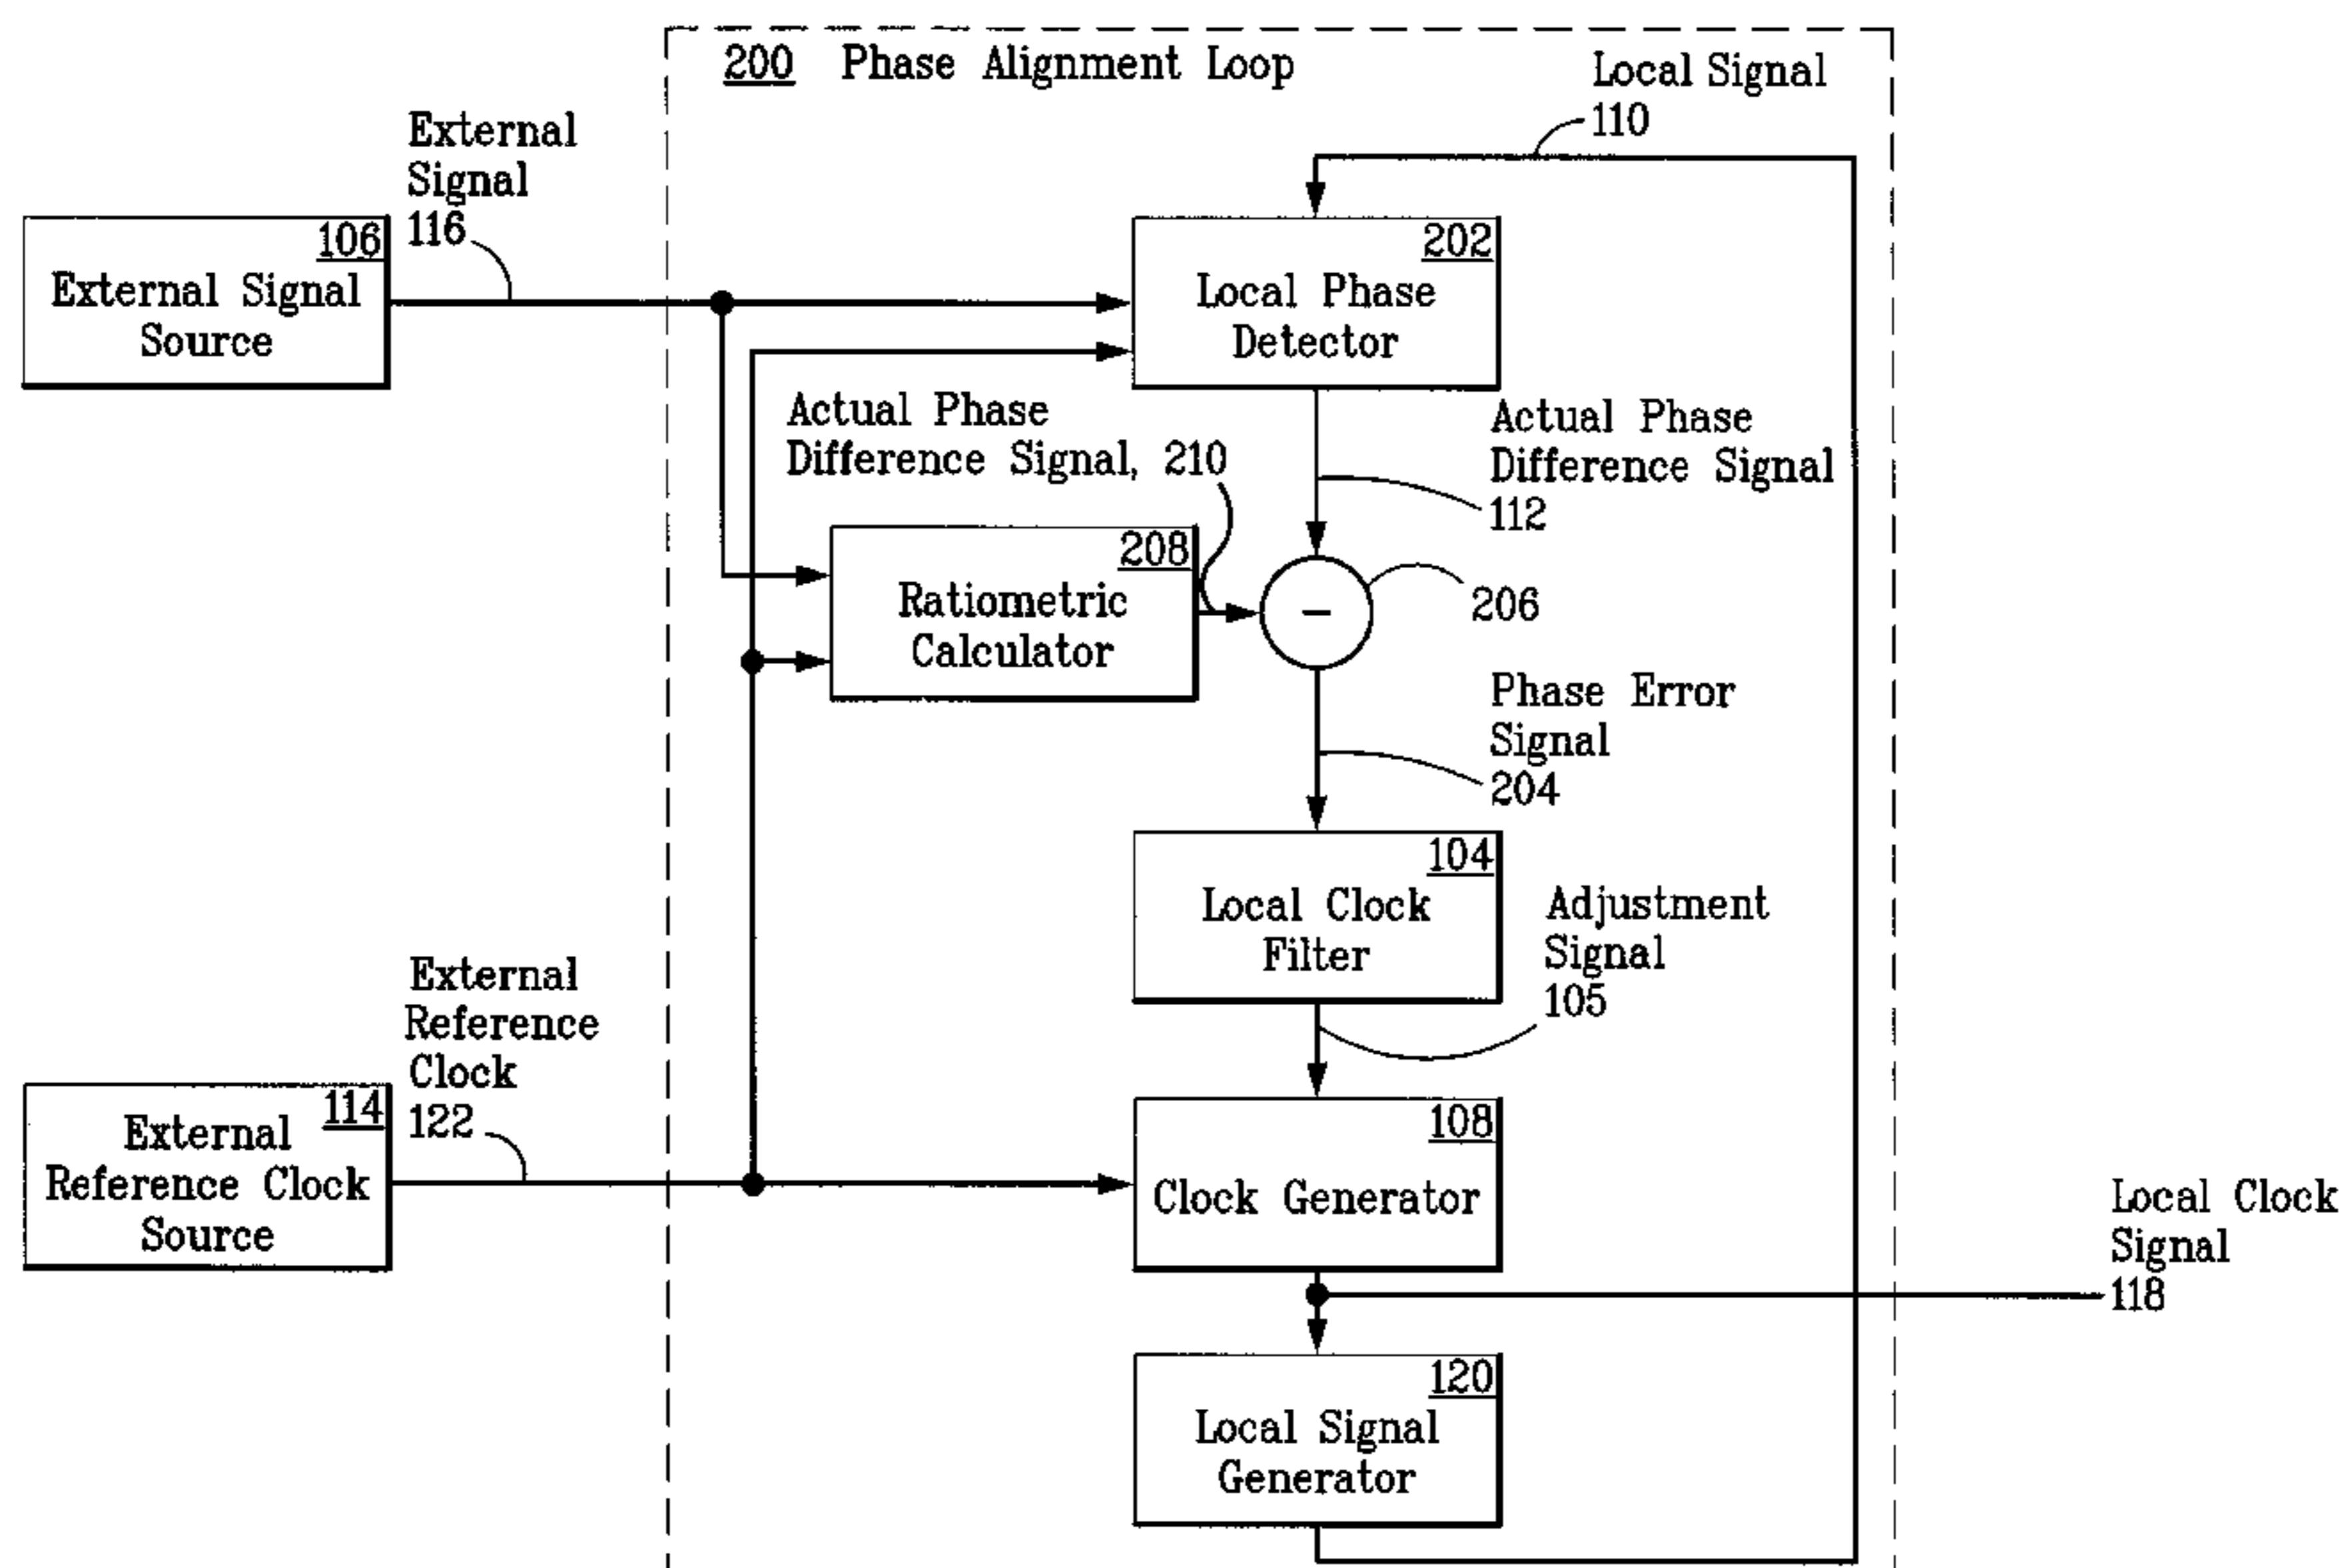 200 Phase Alignment Loop
Local Signal
110
External
Signal
116
106
External Signal
Source
202
Local Phase
Detector
Actual Phase
Difference Signal, 210
Actual Phase
Difference Signal
112
208
Ratiometric
Calculator
-
206
Phase Error
Signal
204
104
Local Clock
Filter
Adjustment
Signal
105
External
Reference
Clock
122
114
External
Reference Clock
Source
108
Clock Generator
Local Clock
Signal
118
120
Local Signal
Generator